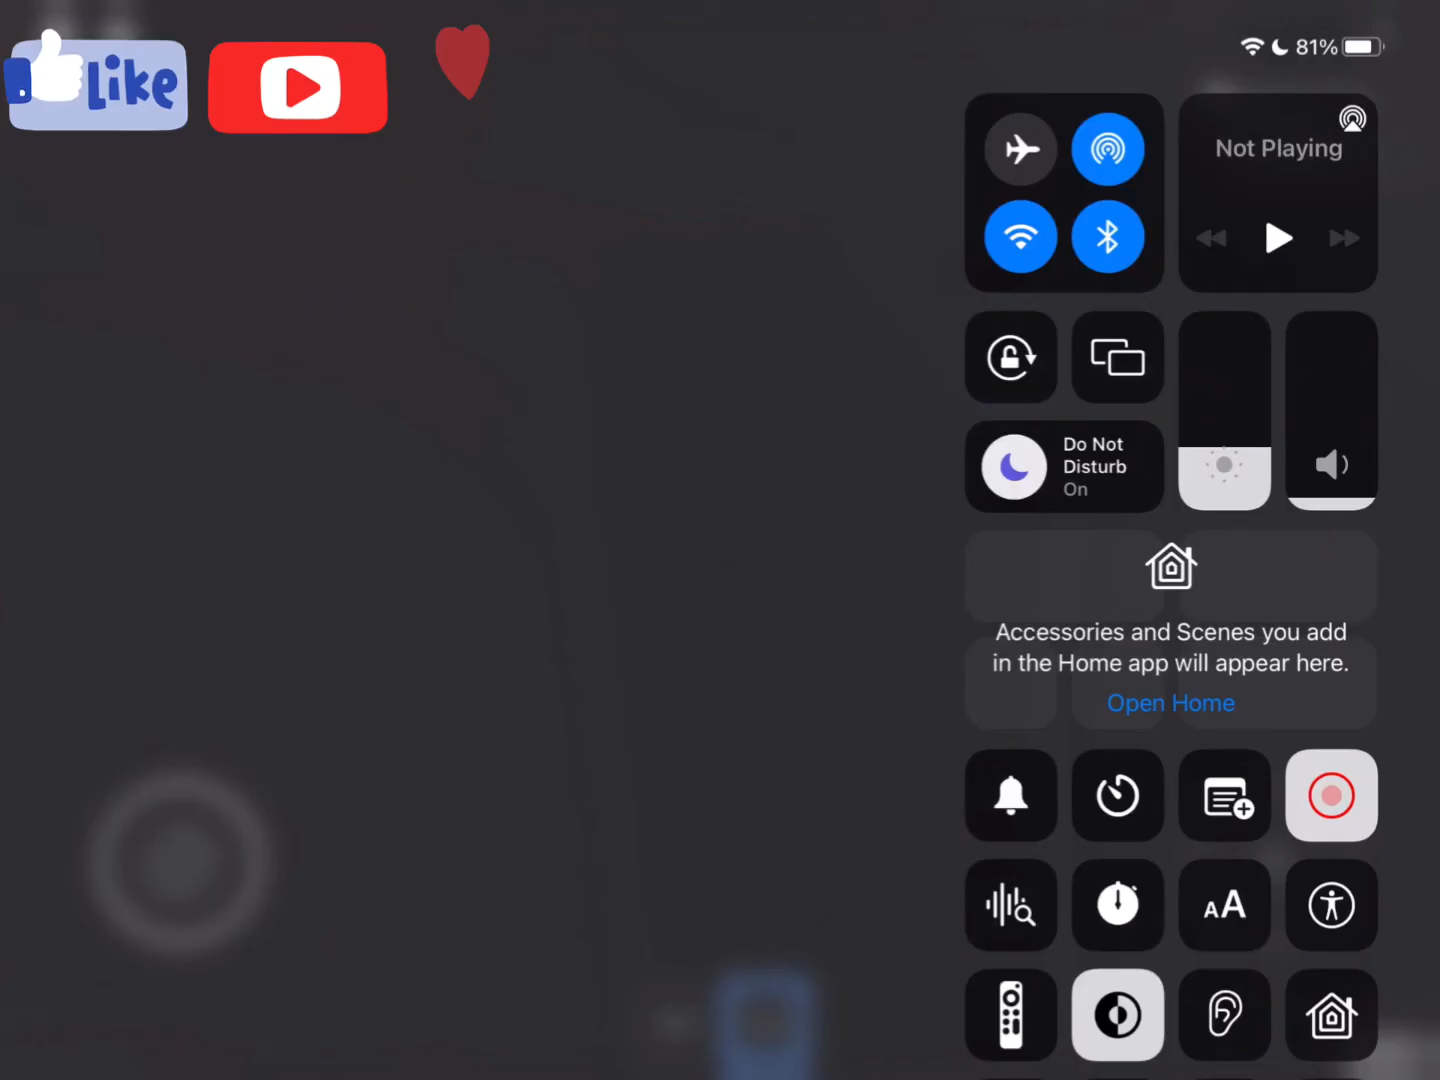 Like
81%
Not Playing
Do Not
Disturb
On
Accessories and Scenes you add
in the Home app will appear here.
Open Home
AA